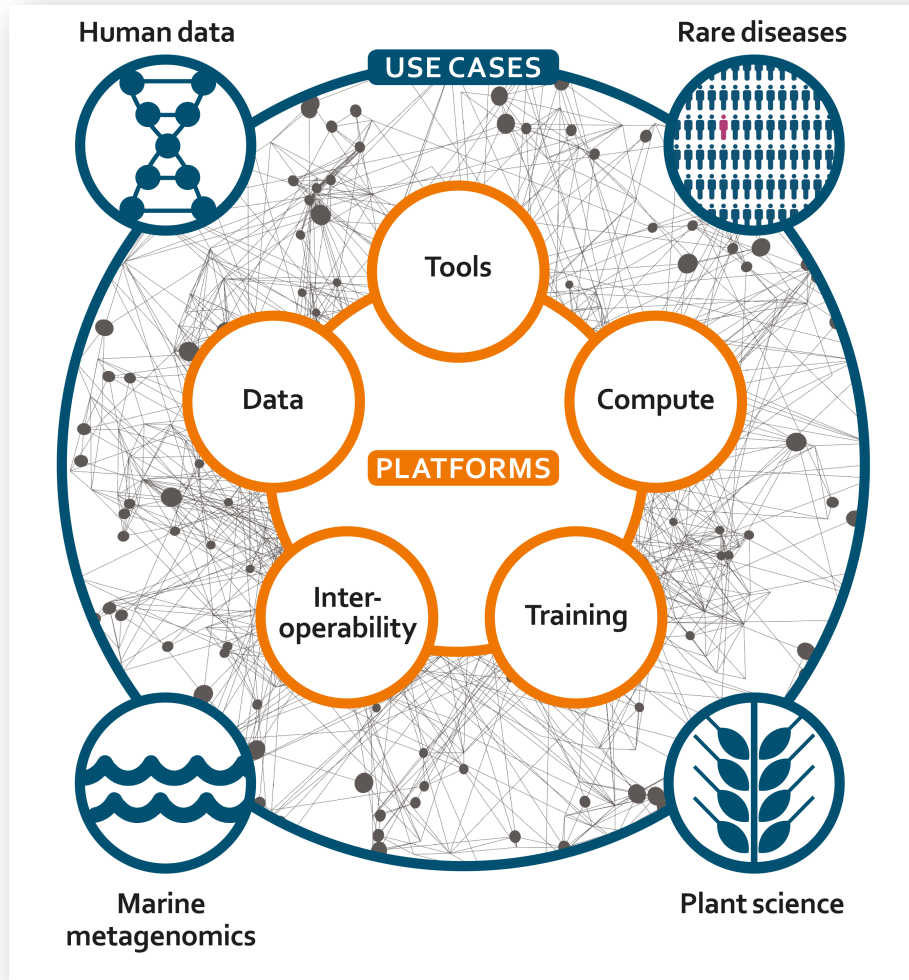 Human data
Rare diseases
USE CASES
Tools
Data
Compute
PLATFORMS
Inter-
operability
Training
Marine
metagenomics
Plant science